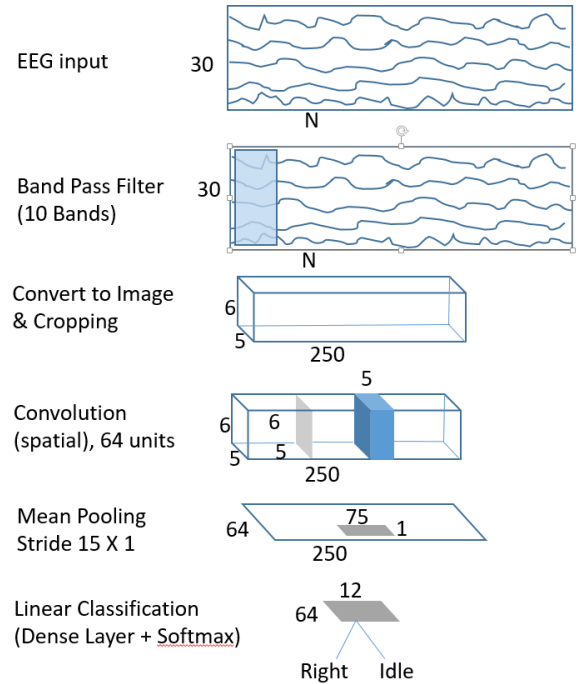 EEG input
30
N
Band Pass Filter
(10 Bands)
30
N
Convert to Image
& Cropping
6
5
250
5
Convolution
(spatial), 64 units
6
6
5
5
250
Mean Pooling
Stride 15 X 1
64
75
1
250
12
Linear Classification
(Dense Layer + Softmax)
64
Right Idle